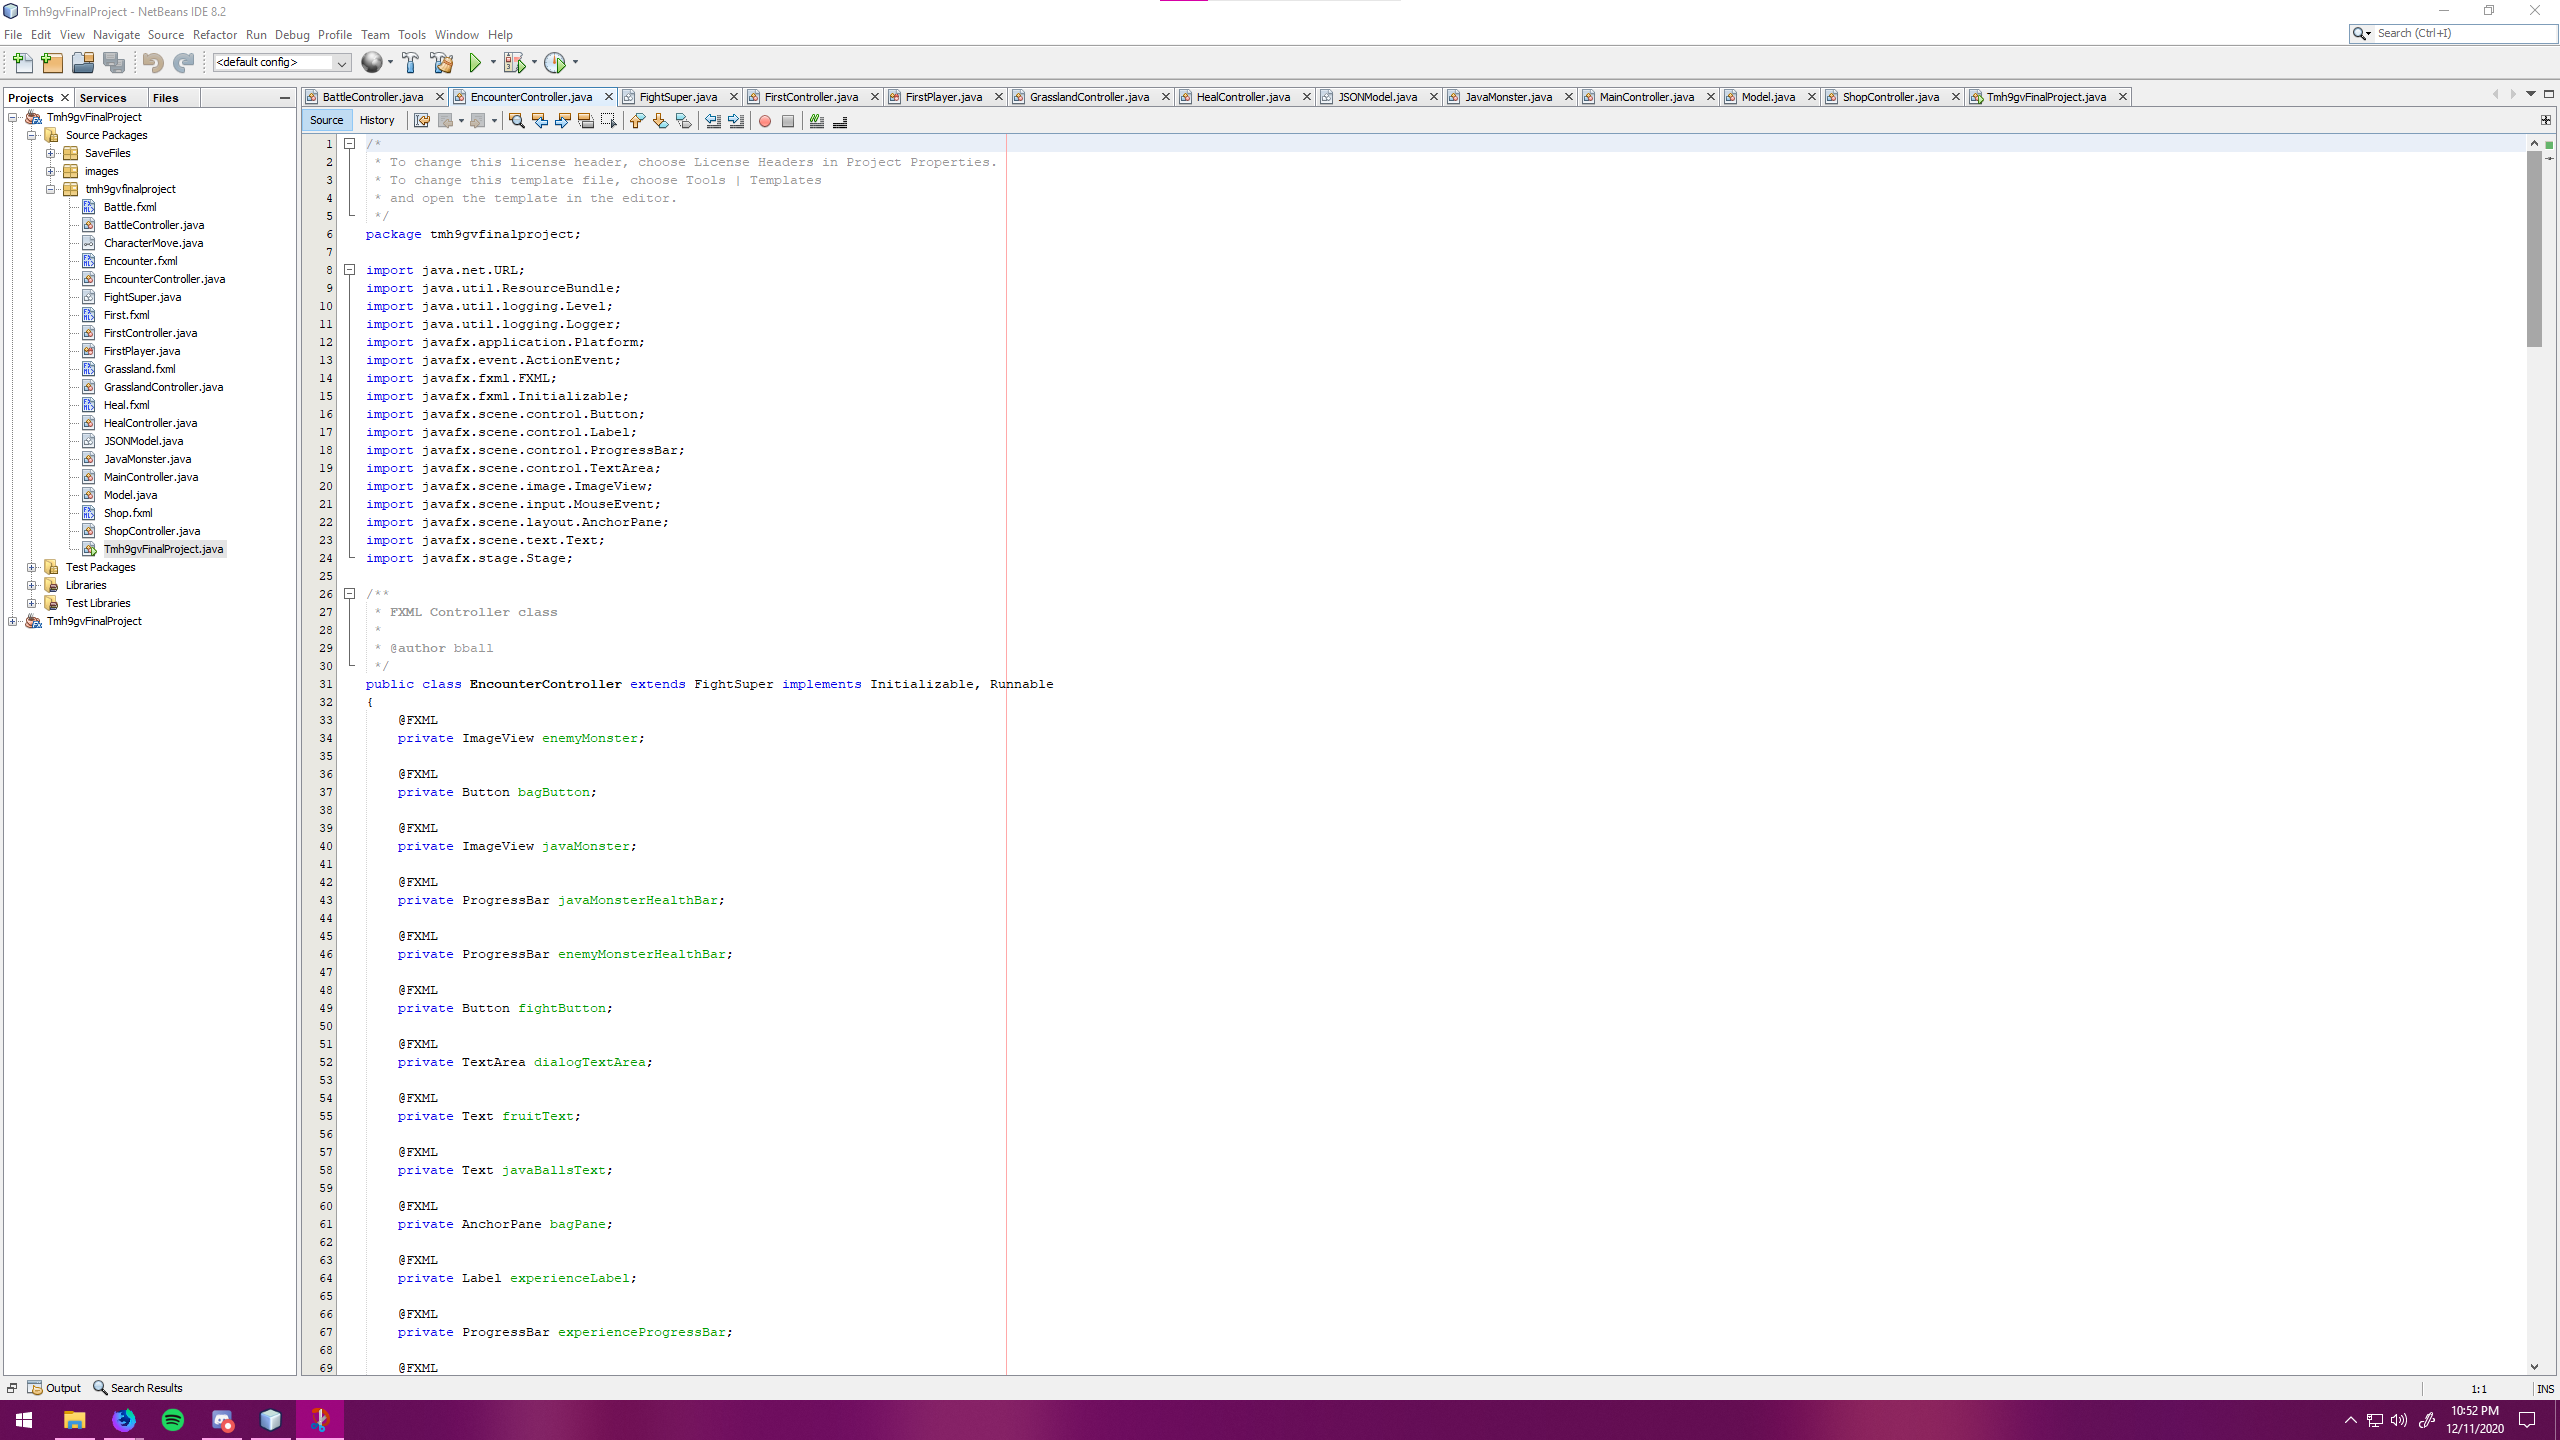 Tmh9gvFinalProject - NetBeans IDE 8.2
File Edit View Navigate Source Refactor Run Debug Profile Team Tools Window Help
Search (Ctrl+I)
<default config>
Projects Services Files
Tmh9gvFinalProject
Source Packages
SaveFiles
images
tmh9gvfinalproject
Battle.fxml
BattleController.java
CharacterMove.java
Encounter.fxml
EncounterController.java
FightSuper.java
First.fxml
FirstController.java
FirstPlayer.java
Grassland.fxml
GrasslandController.java
Heal.fxml
HealController.java
JSONModel.java
JavaMonster.java
MainController.java
Model.java
Shop.fxml
ShopController.java
Tmh9gvFinalProject.java
Test Packages
Libraries
Test Libraries
Tmh9gvFinalProject
BattleController.java EncounterController.java FightSuper.java FirstController.java FirstPlayer.java GrasslandController.java HealController.java JSONModel.java JavaMonster.java MainController.java Model.java ShopController.java Tmh9gvFinalProject.java
Source History
1 /*
2 * To change this license header, choose License Headers in Project Properties.
3 * To change this template file, choose Tools | Templates
4 * and open the template in the editor.
5 */
6 package tmh9gvfinalproject;
7
8 import java.net.URL;
9 import java.util.ResourceBundle;
10 import java.util.logging.Level;
11 import java.util.logging.Logger;
12 import javafx.application.Platform;
13 import javafx.event.ActionEvent;
14 import javafx.fxml.FXML;
15 import javafx.fxml.Initializable;
16 import javafx.scene.control.Button;
17 import javafx.scene.control.Label;
18 import javafx.scene.control.ProgressBar;
19 import javafx.scene.control.TextArea;
20 import javafx.scene.image.ImageView;
21 import javafx.scene.input.MouseEvent;
22 import javafx.scene.layout.AnchorPane;
23 import javafx.scene.text.Text;
24 import javafx.stage.Stage;
25
26 /**
27 * FXML Controller class
28 *
29 * @author bball
30 */
31 public class EncounterController extends FightSuper implements Initializable, Runnable
32 {
33 @FXML
34 private ImageView enemyMonster;
35
36 @FXML
37 private Button bagButton;
38
39 @FXML
40 private ImageView javaMonster;
41
42 @FXML
43 private ProgressBar javaMonsterHealthBar;
44
45 @FXML
46 private ProgressBar enemyMonsterHealthBar;
47
48 @FXML
49 private Button fightButton;
50
51 @FXML
52 private TextArea dialogTextArea;
53
54 @FXML
55 private Text fruitText;
56
57 @FXML
58 private Text javaBallsText;
59
60 @FXML
61 private AnchorPane bagPane;
62
63 @FXML
64 private Label experienceLabel;
65
66 @FXML
67 private ProgressBar experienceProgressBar;
68
69 @FXML
Output Search Results
1:1 INS
10:52 PM
12/11/2020